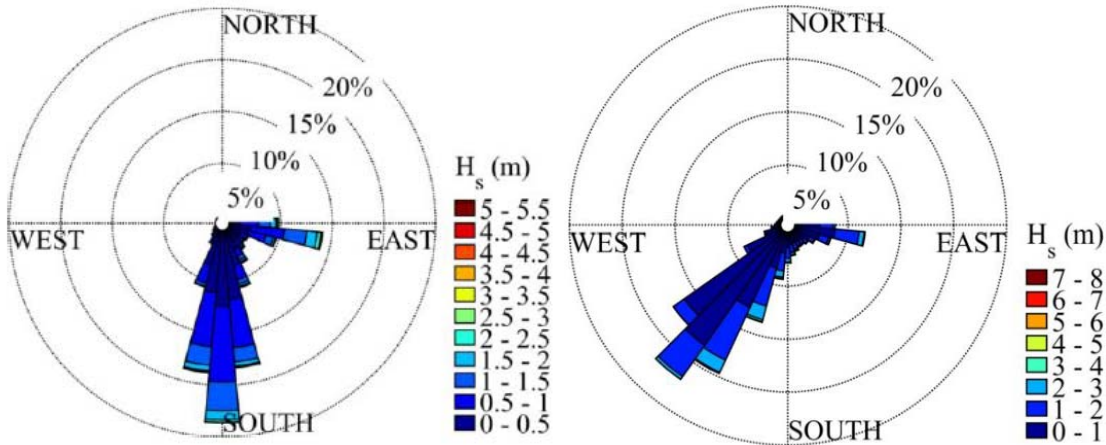 NORTH
20%
15%
10%
5%
WEST
EAST
SOUTH
H_s (m)
5 - 5.5
4.5 - 5
4 - 4.5
3.5 - 4
3 - 3.5
2.5 - 3
2 - 2.5
1.5 - 2
1 - 1.5
0.5 - 1
0 - 0.5
NORTH
20%
15%
10%
5%
WEST
EAST
SOUTH
H_s (m)
7 - 8
6 - 7
5 - 6
4 - 5
3 - 4
2 - 3
1 - 2
0 - 1